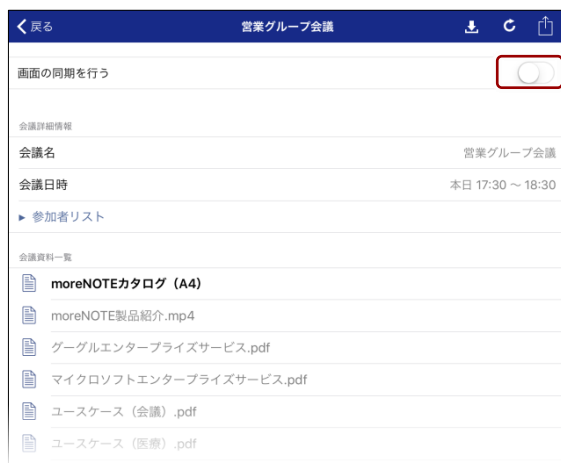 戻る 営業グループ会議
画面の同期を行う
会議詳細情報
会議名 営業グループ会議
会議日時 本日 17:30 ～ 18:30
▶ 参加者リスト
会議資料一覧
moreNOTEカタログ（A4）
moreNOTE製品紹介.mp4
グーグルエンタープライズサービス.pdf
マイクロソフトエンタープライズサービス.pdf
ユースケース（会議）.pdf
ユースケース（医療）.pdf